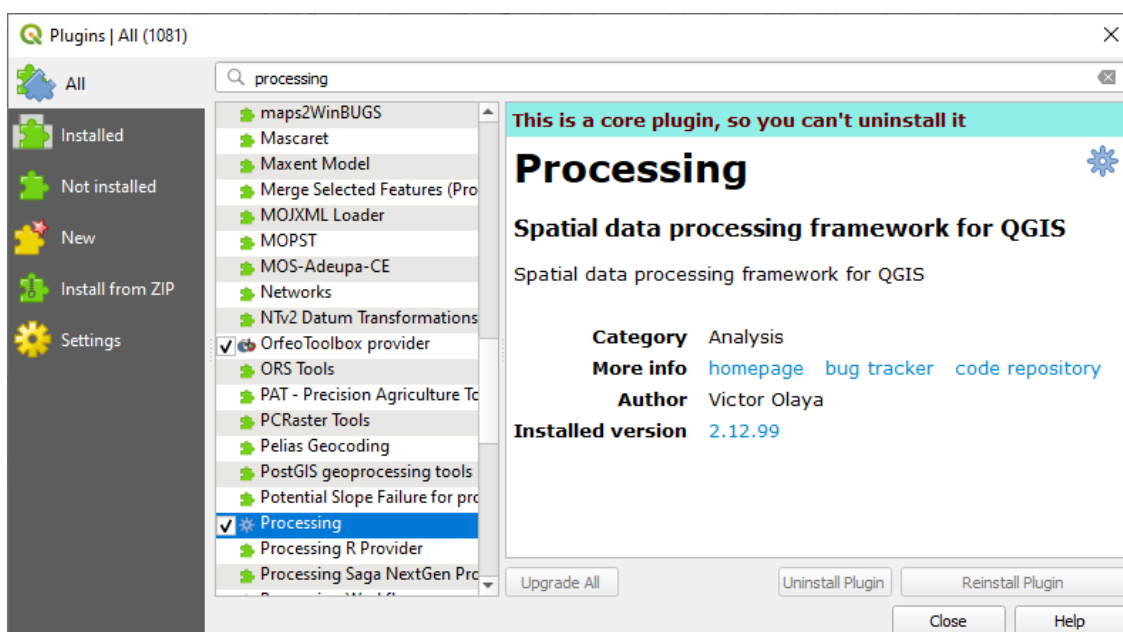 Plugins | All (1081)
All
Installed
Not installed
New
Install from ZIP
Settings
processing
maps2WinBUGS
Mascaret
Maxent Model
Merge Selected Features (Pro
MOJXML Loader
MOPST
MOS-Adeupa-CE
Networks
NTv2 Datum Transformations
OrfeoToolbox provider
ORS Tools
PAT - Precision Agriculture To
PCRaster Tools
Pelias Geocoding
PostGIS geoprocessing tools
Potential Slope Failure for pro
Processing
Processing R Provider
Processing Saga NextGen Pro
This is a core plugin, so you can't uninstall it
Processing
Spatial data processing framework for QGIS
Spatial data processing framework for QGIS
Category Analysis
More info homepage bug tracker code repository
Author Victor Olaya
Installed version 2.12.99
Upgrade All Uninstall Plugin Reinstall Plugin
Close Help